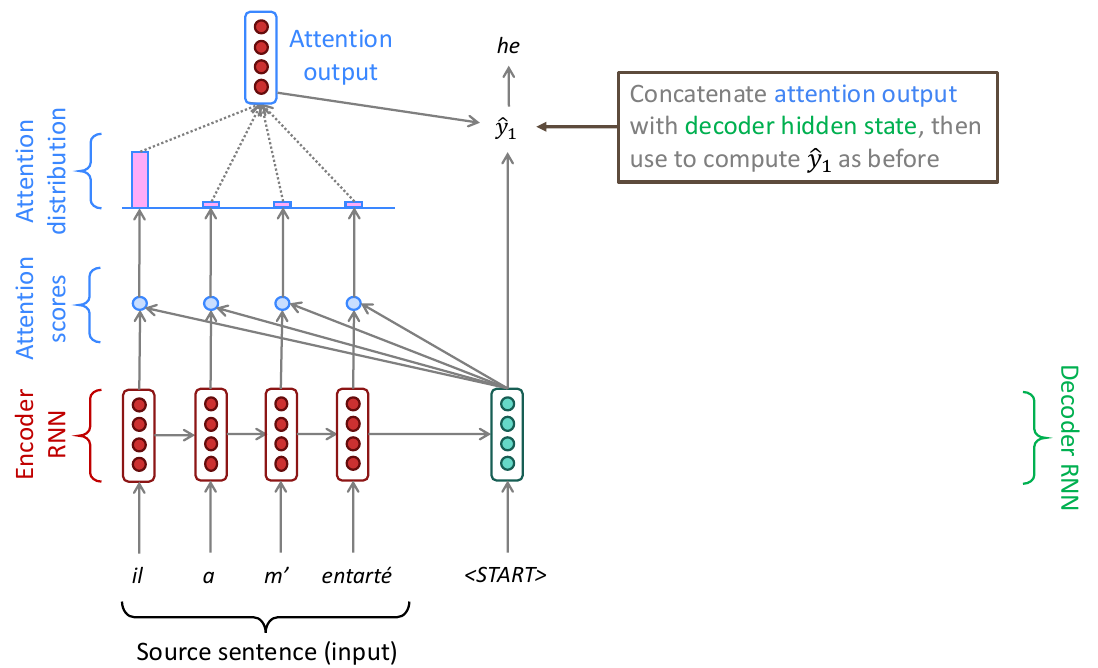 Attention
output
he
Concatenate attention output
with decoder hidden state, then
use to compute ŷ₁ as before
ŷ₁
Attention
distribution
Attention
scores
Encoder
RNN
Decoder RNN
il
a
m’
entarté
<START>
Source sentence (input)